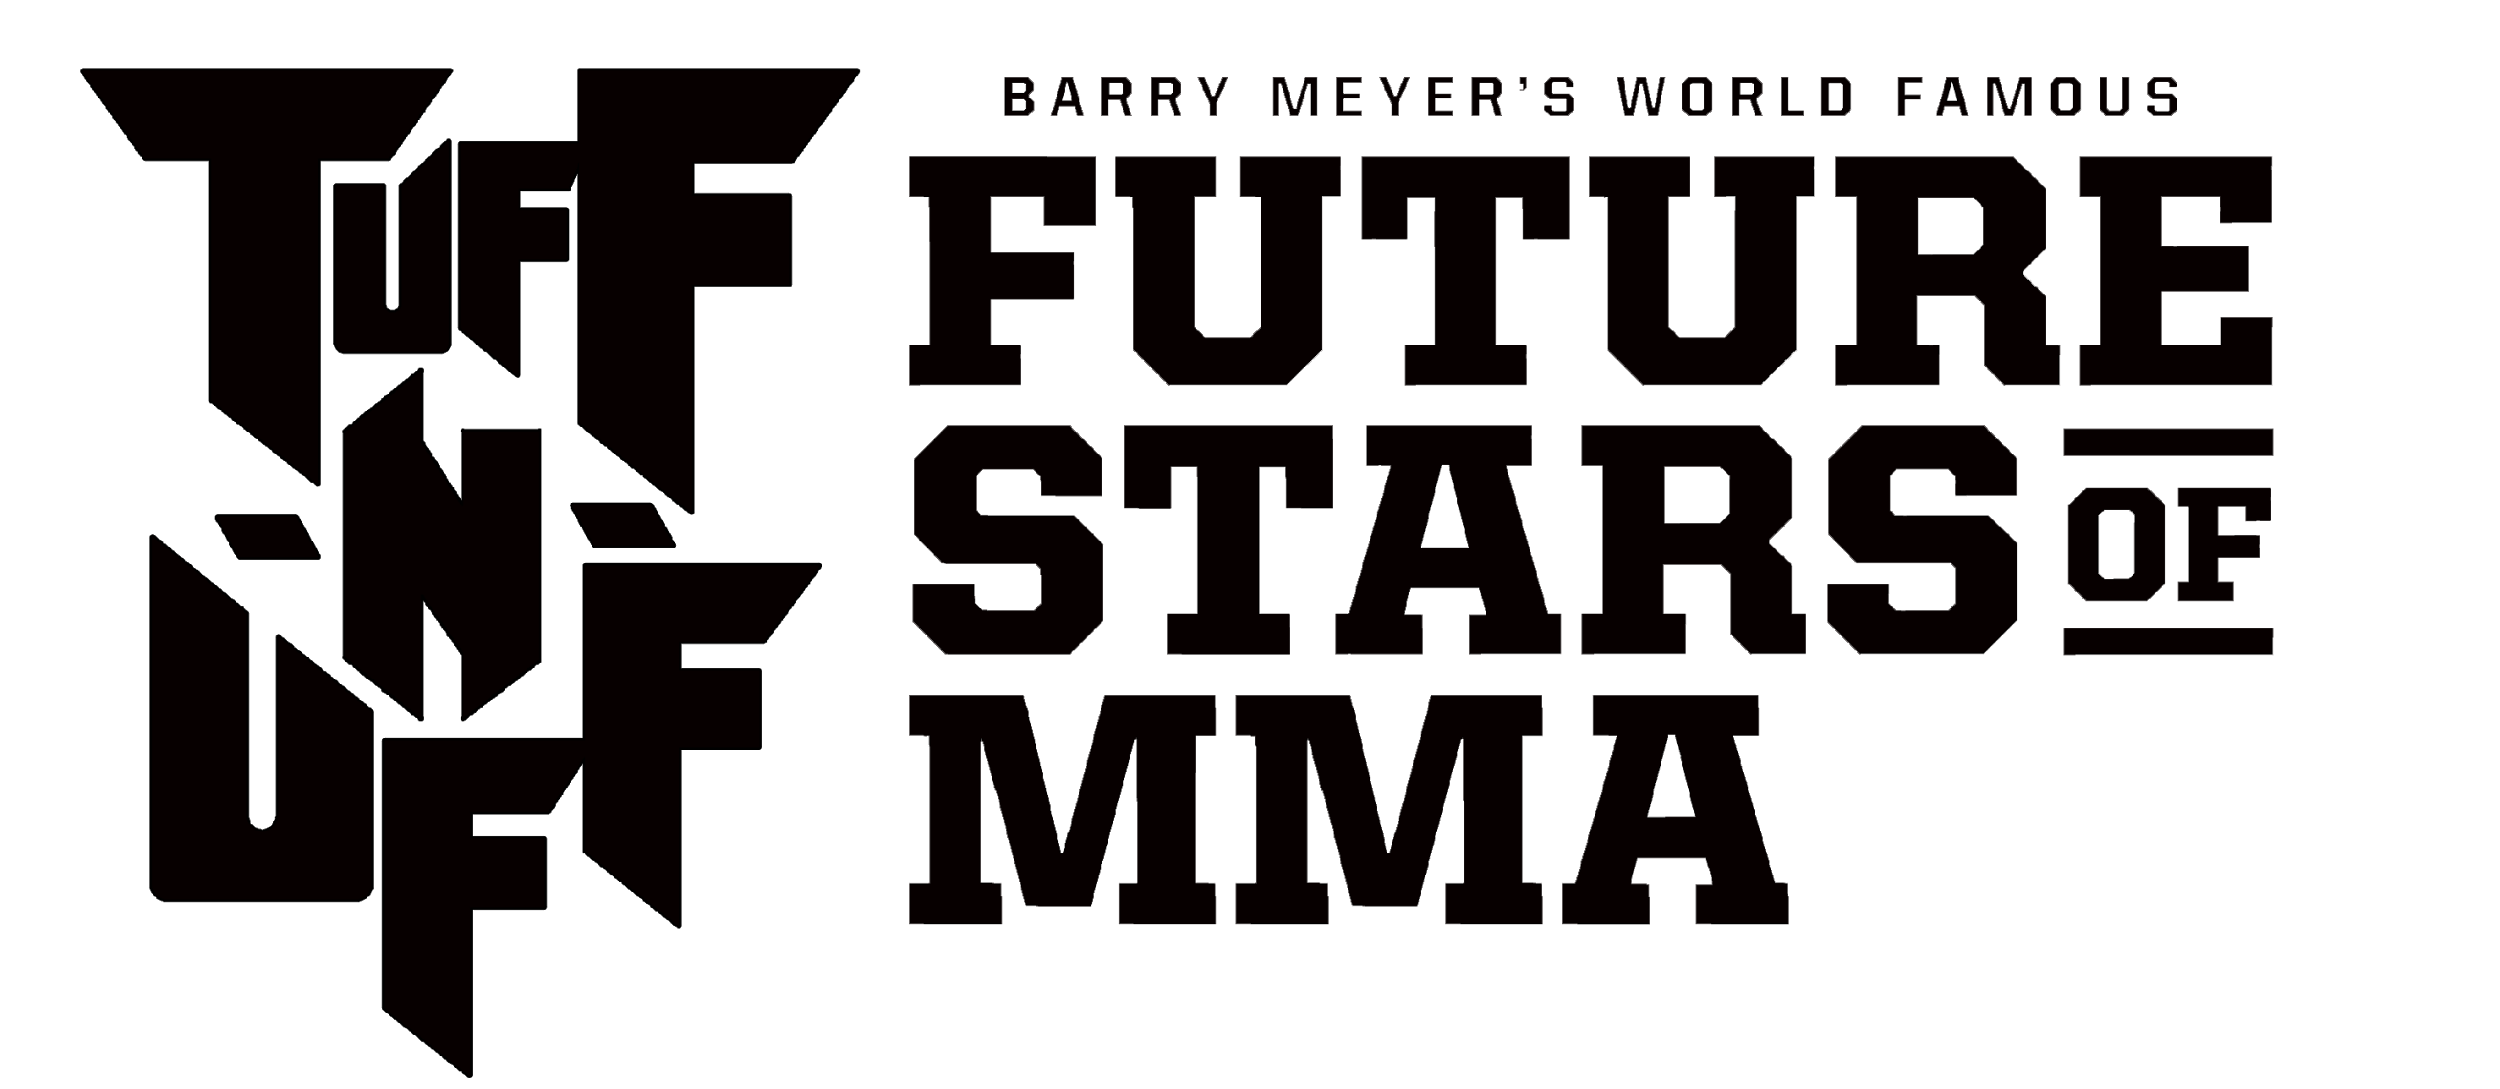 TUFF
-N-
UFF
BARRY MEYER'S WORLD FAMOUS
FUTURE
STARS OF
MMA